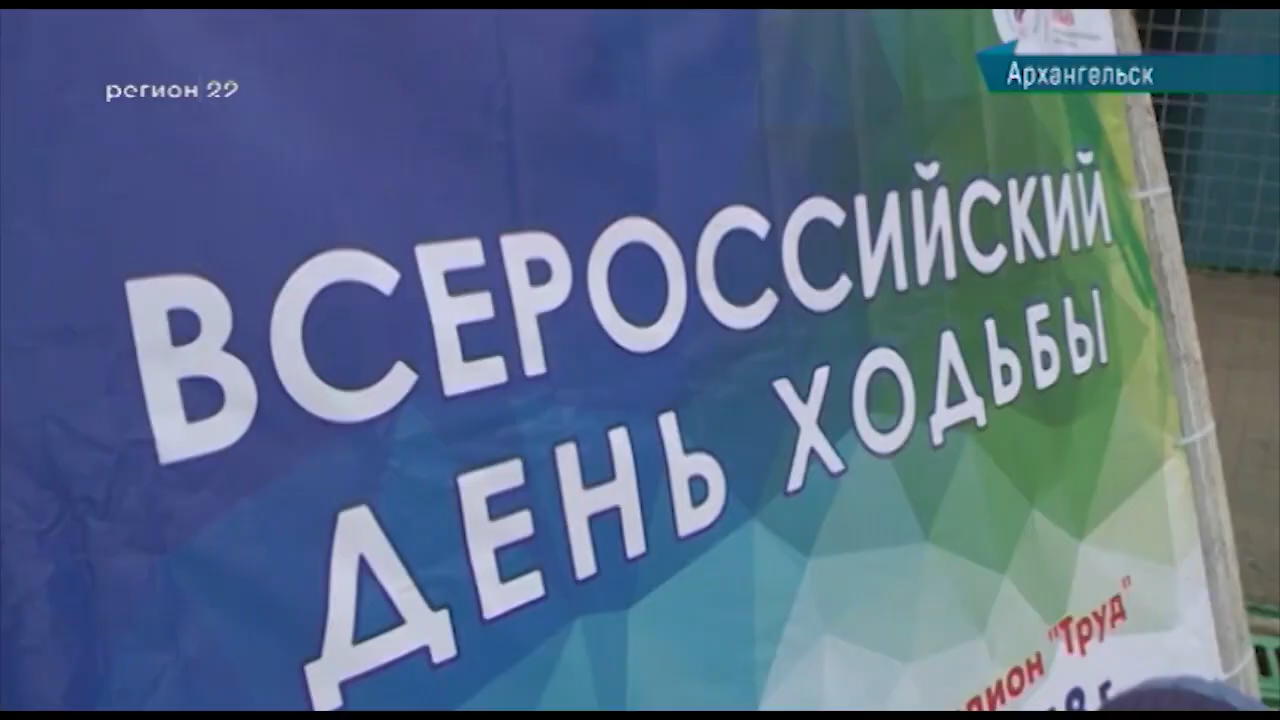 регион 29
Архангельск
ВСЕРОССИЙСКИЙ
ДЕНЬ ХОДЬБЫ
"Труд"